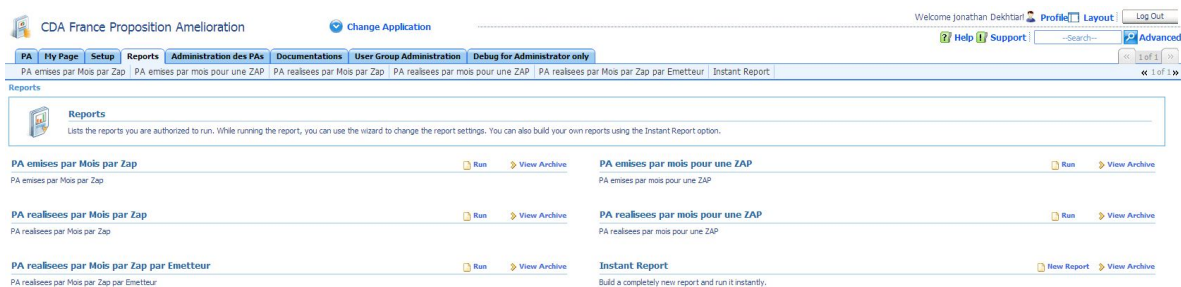 Welcome jonathan Dekhtiarl Profile Layout Log Out
CDA France Proposition Amelioration Change Application
Help Support --Search-- Advanced
PA My Page Setup Reports Administration des PAs Documentations User Group Administration Debug for Administrator only << 1 of 1 >>
PA emises par Mois par Zap PA emises par mois pour une ZAP PA realisees par Mois par Zap PA realisees par mois pour une ZAP PA realisees par Mois par Zap par Emetteur Instant Report << 1 of 1 >>
Reports
Reports
Lists the reports you are authorized to run. While running the report, you can use the wizard to change the report settings. You can also build your own reports using the Instant Report option.
PA emises par Mois par Zap Run View Archive
PA emises par Mois par Zap
PA emises par mois pour une ZAP Run View Archive
PA emises par mois pour une ZAP
PA realisees par Mois par Zap Run View Archive
PA realisees par Mois par Zap
PA realisees par mois pour une ZAP Run View Archive
PA realisees par mois pour une ZAP
PA realisees par Mois par Zap par Emetteur Run View Archive
PA realisees par Mois par Zap par Emetteur
Instant Report New Report View Archive
Build a completely new report and run it instantly.